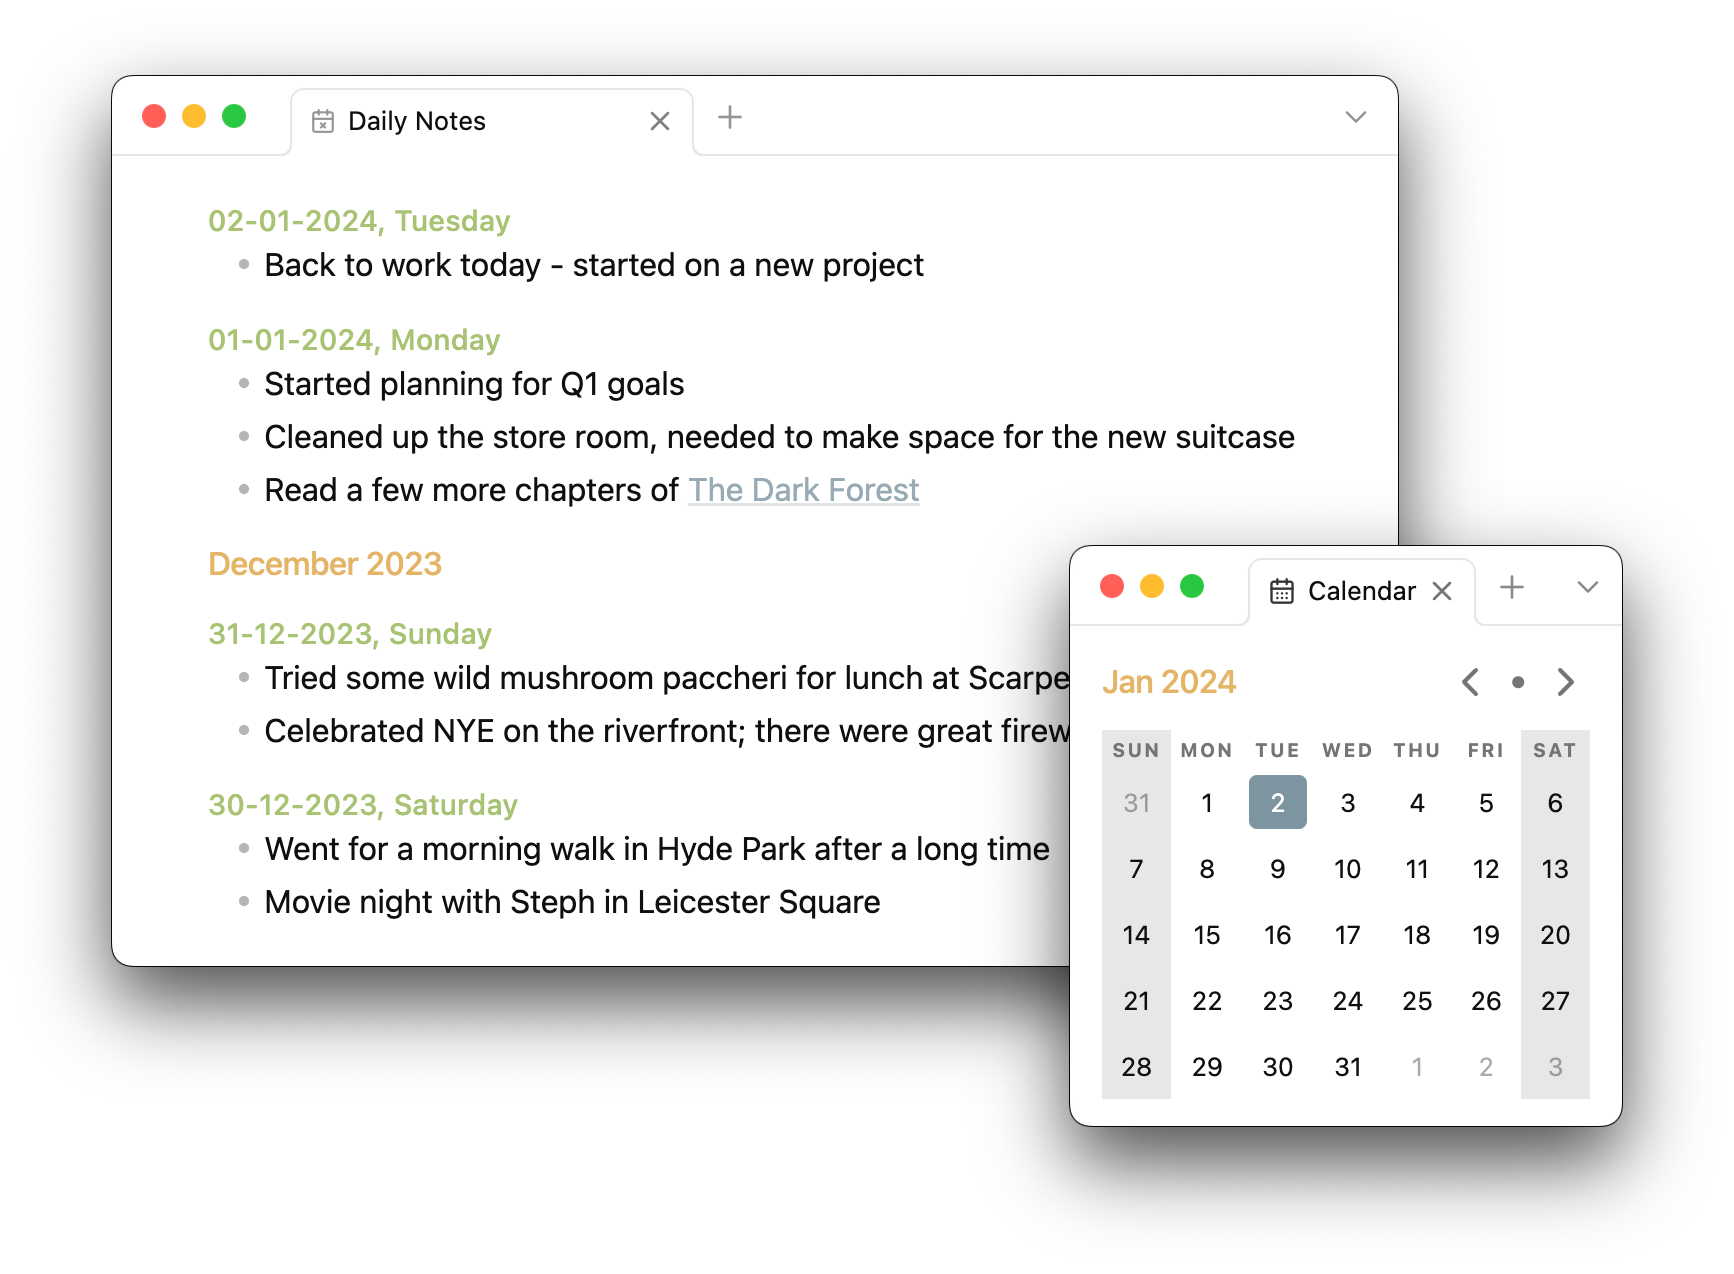 Daily Notes
02-01-2024, Tuesday
Back to work today - started on a new project
01-01-2024, Monday
Started planning for Q1 goals
Cleaned up the store room, needed to make space for the new suitcase
Read a few more chapters of The Dark Forest
December 2023
31-12-2023, Sunday
Tried some wild mushroom paccheri for lunch at
Celebrated NYE on the riverfront; there were great
30-12-2023, Saturday
Went for a morning walk in Hyde Park after a long time
Movie night with Steph in Leicester Square
Calendar
Jan 2024
SUN MON TUE WED THU FRI SAT
31 1 2 3 4 5 6
7 8 9 10 11 12 13
14 15 16 17 18 19 20
21 22 23 24 25 26 27
28 29 30 31 1 2 3